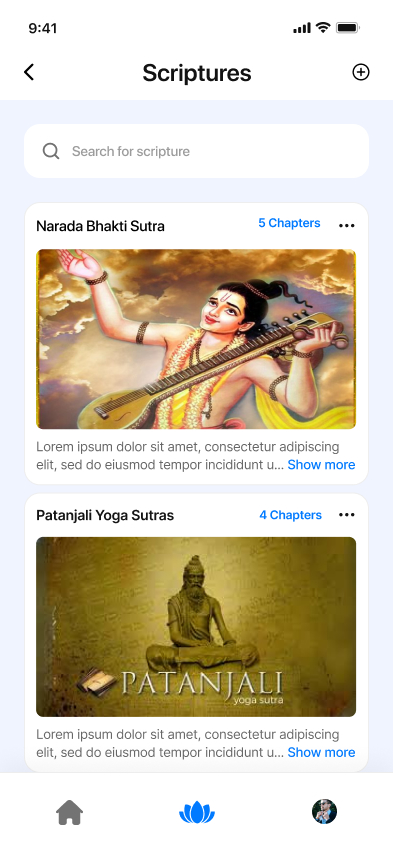 9:41
Scriptures
Search for scripture
Narada Bhakti Sutra
5 Chapters
Lorem ipsum dolor sit amet, consectetur adipiscing
elit, sed do eiusmod tempor incididunt u... Show more
Patanjali Yoga Sutras
4 Chapters
PATANJALI
yoga sutra
Lorem ipsum dolor sit amet, consectetur adipiscing
elit, sed do eiusmod tempor incididunt u... Show more